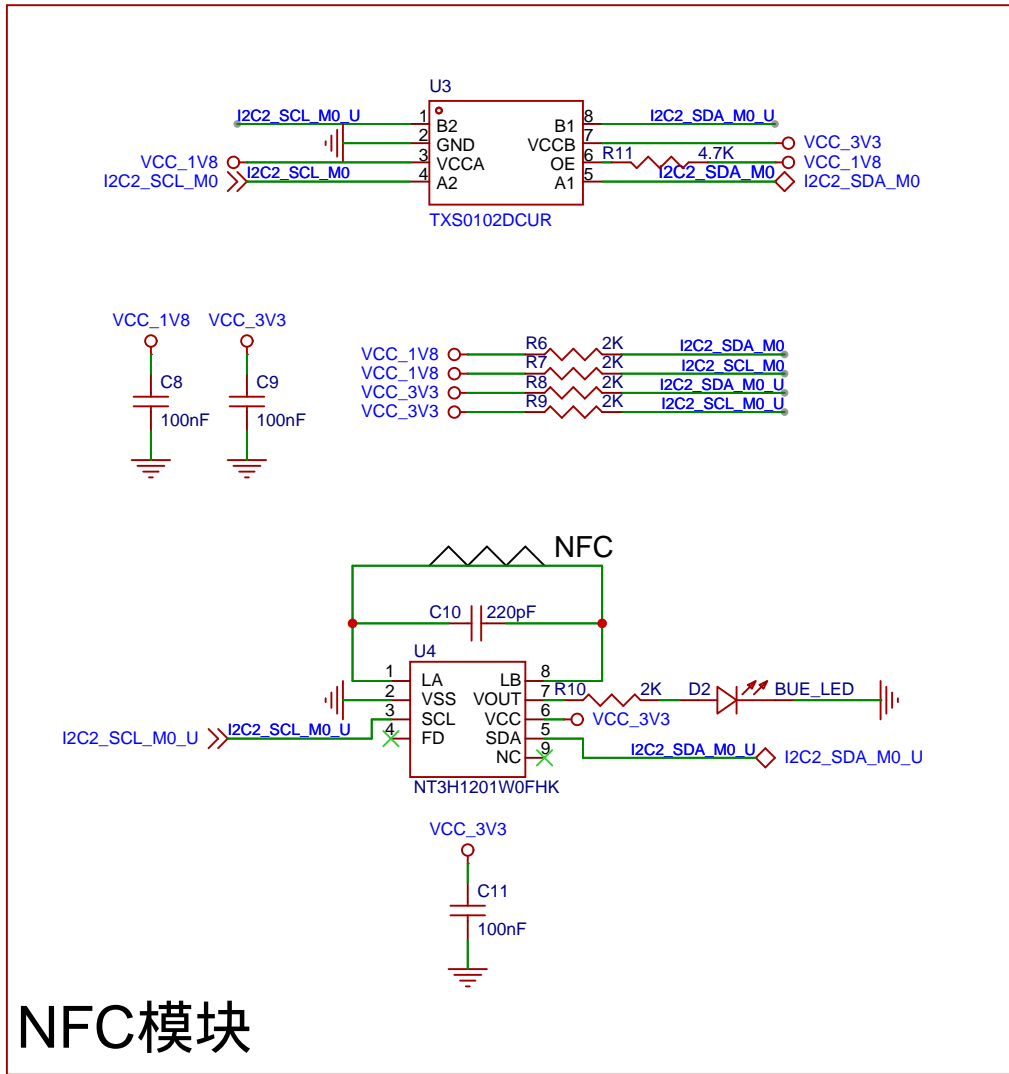 U3
I2C2_SCL_M0_U 1 B2 B1 8 I2C2_SDA_M0_U
2 GND VCCB 7 VCC_3V3
VCC_1V8 3 VCCA OE 6 R11 4.7K VCC_1V8
I2C2_SCL_M0 I2C2_SCL_M0 4 A2 A1 5 I2C2_SDA_M0 I2C2_SDA_M0
TXS0102DCUR
VCC_1V8 VCC_3V3
C8 C9
100nF 100nF
VCC_1V8 R6 2K I2C2_SDA_M0
VCC_1V8 R7 2K I2C2_SCL_M0
VCC_3V3 R8 2K I2C2_SDA_M0_U
VCC_3V3 R9 2K I2C2_SCL_M0_U
NFC
C10 220pF
U4
1 LA LB 8
2 VSS VOUT 7 R10 2K D2 BUE_LED
3 SCL VCC 6 VCC_3V3
I2C2_SCL_M0_U I2C2_SCL_M0_U 4 FD SDA 5
NC 9 I2C2_SDA_M0_U I2C2_SDA_M0_U
NT3H1201W0FHK
VCC_3V3
C11
100nF
NFC模块